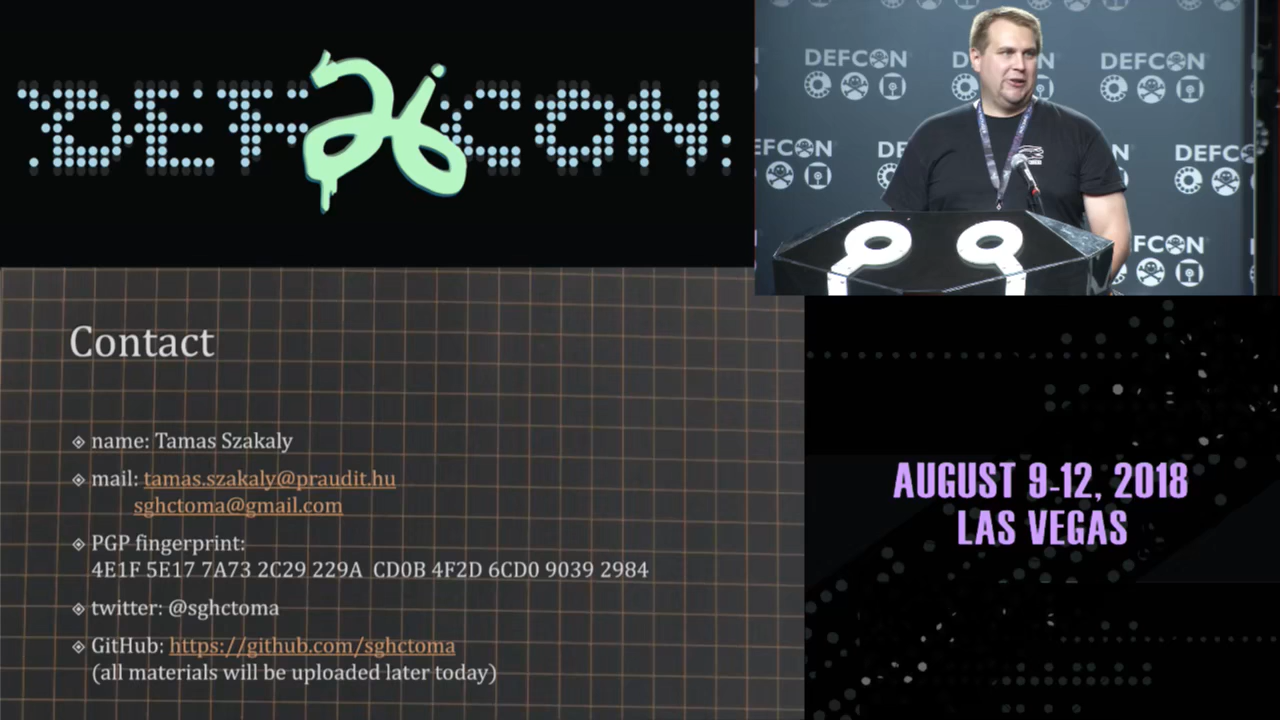 DEF CON
26
DEFCON
DEFCON
DEFCON
DEFCON
Contact
name: Tamas Szakaly
mail: tamas.szakaly@praudit.hu
sghctoma@gmail.com
PGP fingerprint:
4E1F 5E17 7A73 2C29 229A CD0B 4F2D 6CD0 9039 2984
twitter: @sghctoma
GitHub: https://github.com/sghctoma
(all materials will be uploaded later today)
AUGUST 9-12, 2018
LAS VEGAS